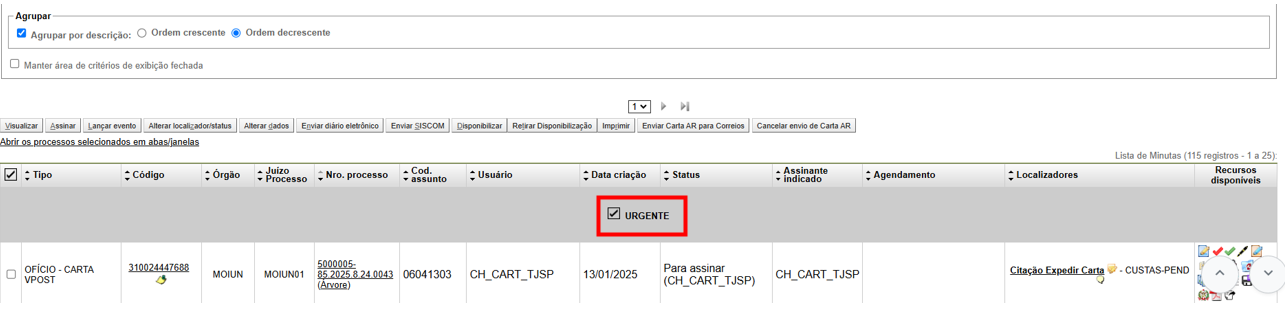 Agrupar
Agrupar por descrição: Ordem crescente Ordem decrescente
Manter área de critérios de exibição fechada
1
Visualizar Assinar Lançar evento Alterar localizador/status Alterar dados Enviar diário eletrônico Enviar SISCOM Disponibilizar Retirar Disponibilização Imprimir Enviar Carta AR para Correios Cancelar envio de Carta AR
Abrir os processos selecionados em abas/janelas
Lista de Minutas (115 registros - 1 a 25):
Tipo Código Órgão Juízo Processo Nro. processo Cod. assunto Usuário Data criação Status Assinante indicado Agendamento Localizadores Recursos disponíveis
URGENTE
OFÍCIO - CARTA VPOST 310024447688 MOIUN MOIUN01 5000005-85.2025.8.24.0043 (Árvore) 06041303 CH_CART_TJSP 13/01/2025 Para assinar (CH_CART_TJSP) CH_CART_TJSP Citação Expedir Carta - CUSTAS-PEND